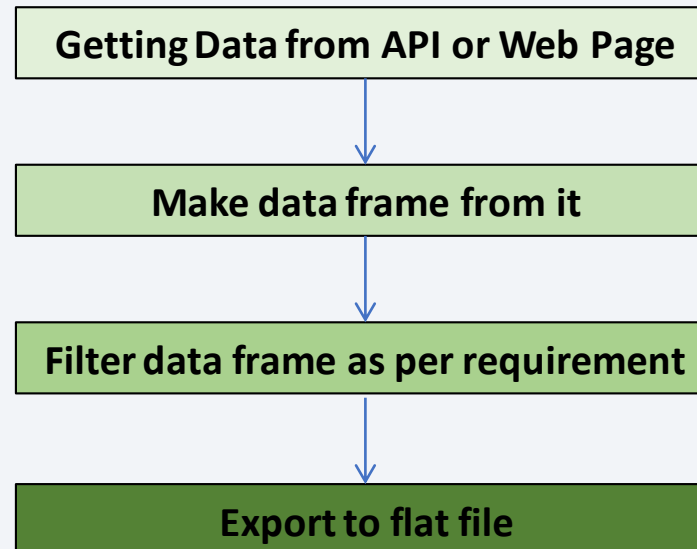 Getting Data from API or Web Page
Make data frame from it
Filter data frame as per requirement
Export to flat file